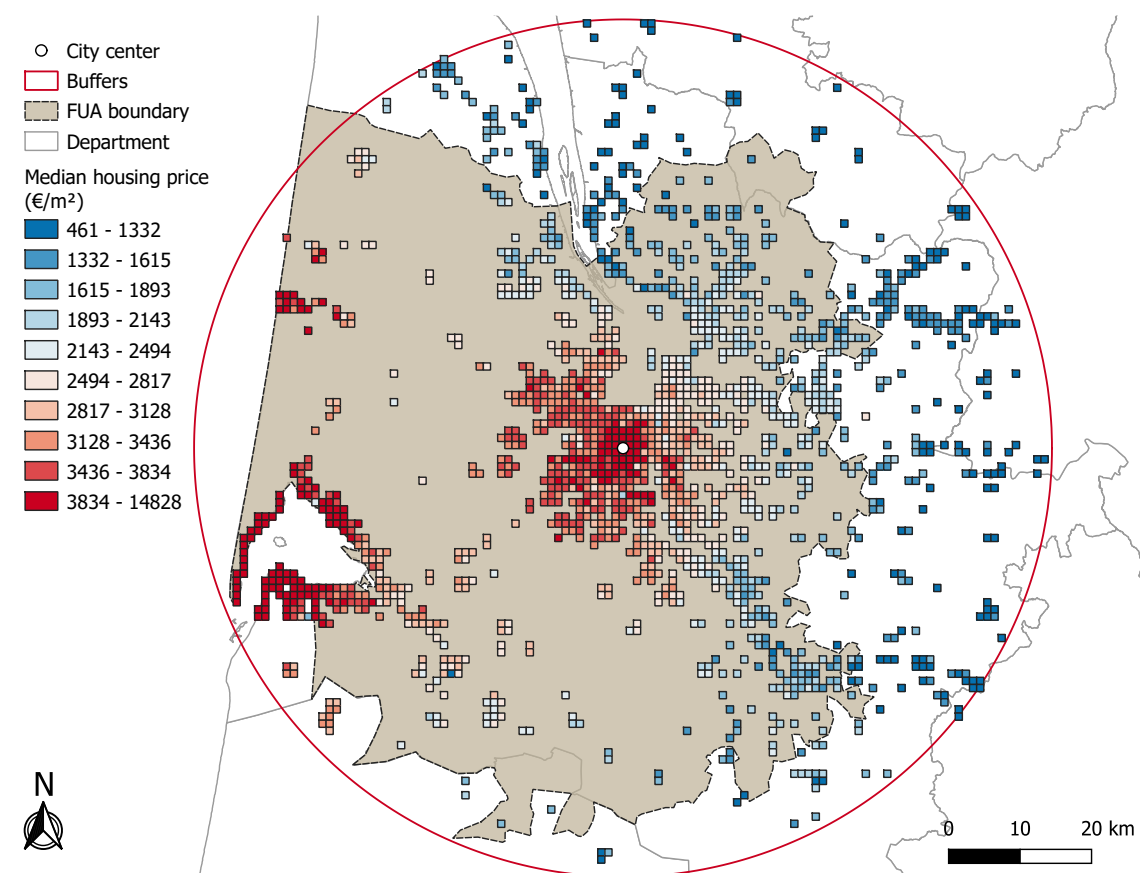 City center
Buffers
FUA boundary
Department
Median housing price
(€/m²)
461 - 1332
1332 - 1615
1615 - 1893
1893 - 2143
2143 - 2494
2494 - 2817
2817 - 3128
3128 - 3436
3436 - 3834
3834 - 14828
N
0 10 20 km